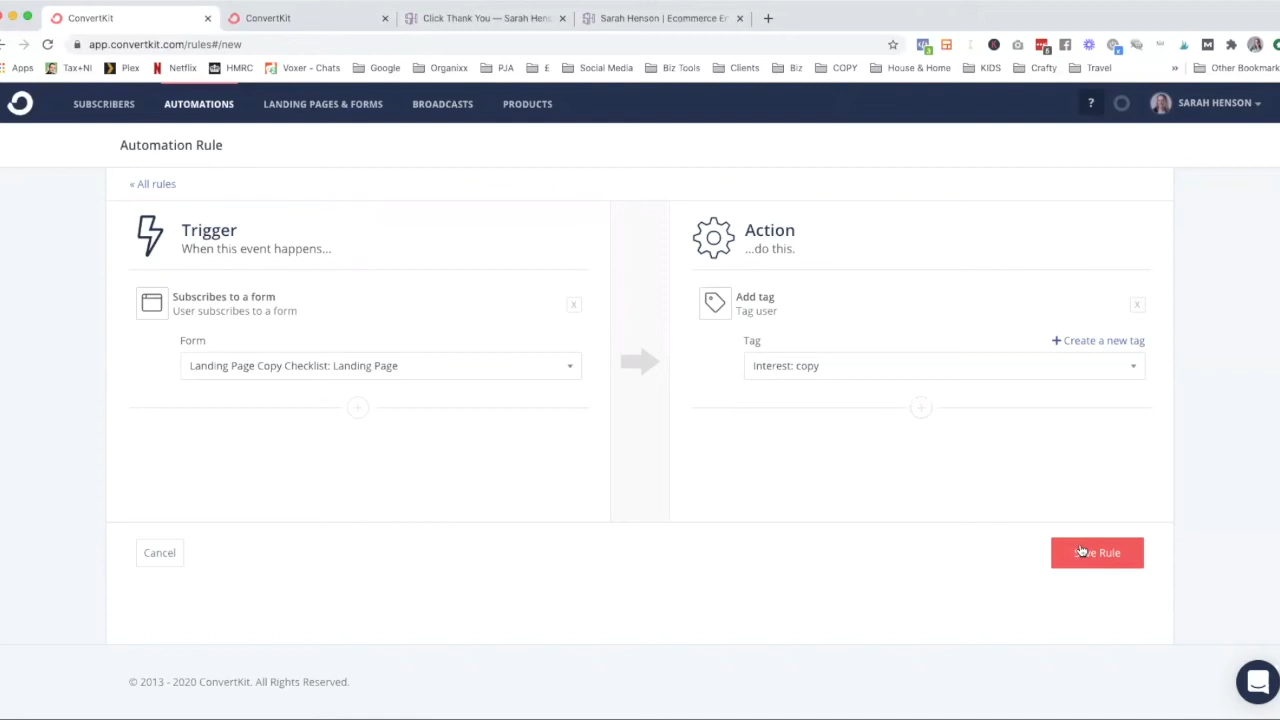 ConvertKit
ConvertKit
Click Thank You — Sarah Hens
Sarah Henson | Ecommerce Em
app.convertkit.com/rules#/new
Apps
Tax+NI
Plex
Netflix
HMRC
Voxer - Chats
Google
Organixx
PJA
£
Social Media
Biz Tools
Clients
Biz
COPY
House & Home
KIDS
Crafty
Travel
»
Other Bookmark
SUBSCRIBERS
AUTOMATIONS
LANDING PAGES & FORMS
BROADCASTS
PRODUCTS
?
SARAH HENSON
Automation Rule
« All rules
Trigger
When this event happens...
Action
...do this.
Subscribes to a form
User subscribes to a form
X
Add tag
Tag user
X
Form
Tag
+ Create a new tag
Landing Page Copy Checklist: Landing Page
Interest: copy
Cancel
Save Rule
© 2013 - 2020 ConvertKit. All Rights Reserved.